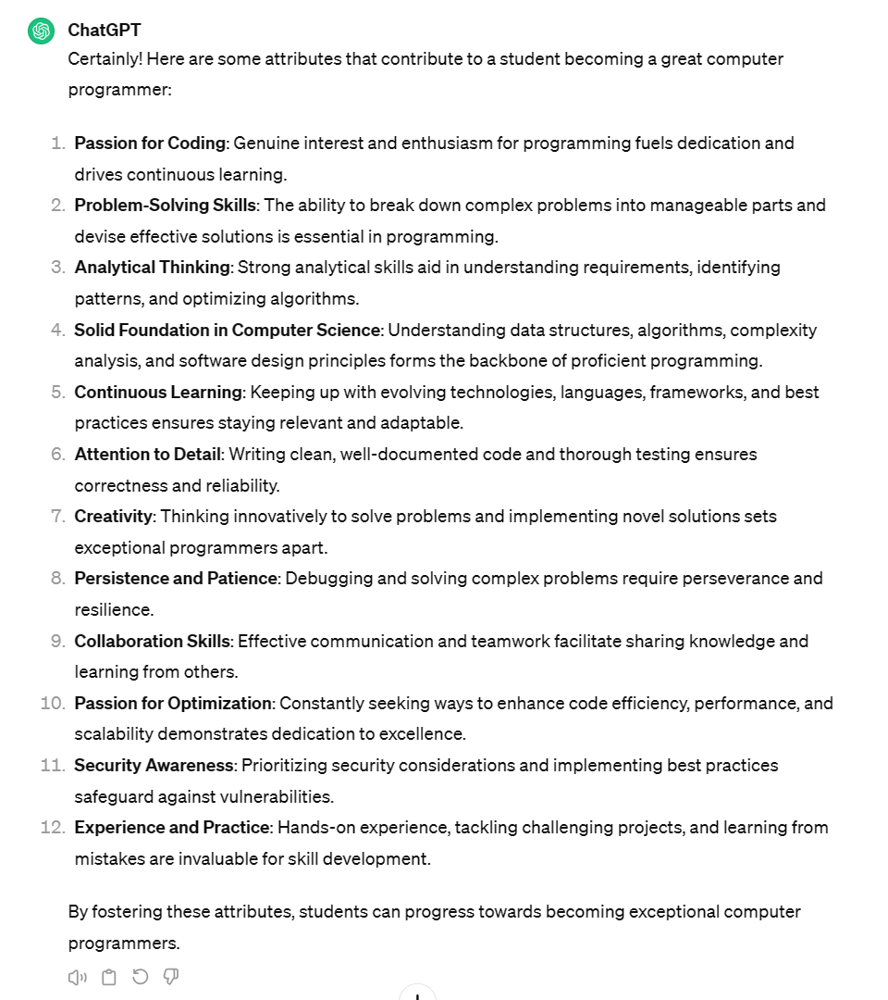 ChatGPT
Certainly! Here are some attributes that contribute to a student becoming a great computer
programmer:
1. Passion for Coding: Genuine interest and enthusiasm for programming fuels dedication and
drives continuous learning.
2. Problem-Solving Skills: The ability to break down complex problems into manageable parts and
devise effective solutions is essential in programming.
3. Analytical Thinking: Strong analytical skills aid in understanding requirements, identifying
patterns, and optimizing algorithms.
4. Solid Foundation in Computer Science: Understanding data structures, algorithms, complexity
analysis, and software design principles forms the backbone of proficient programming.
5. Continuous Learning: Keeping up with evolving technologies, languages, frameworks, and best
practices ensures staying relevant and adaptable.
6. Attention to Detail: Writing clean, well-documented code and thorough testing ensures
correctness and reliability.
7. Creativity: Thinking innovatively to solve problems and implementing novel solutions sets
exceptional programmers apart.
8. Persistence and Patience: Debugging and solving complex problems require perseverance and
resilience.
9. Collaboration Skills: Effective communication and teamwork facilitate sharing knowledge and
learning from others.
10. Passion for Optimization: Constantly seeking ways to enhance code efficiency, performance, and
scalability demonstrates dedication to excellence.
11. Security Awareness: Prioritizing security considerations and implementing best practices
safeguard against vulnerabilities.
12. Experience and Practice: Hands-on experience, tackling challenging projects, and learning from
mistakes are invaluable for skill development.
By fostering these attributes, students can progress towards becoming exceptional computer
programmers.